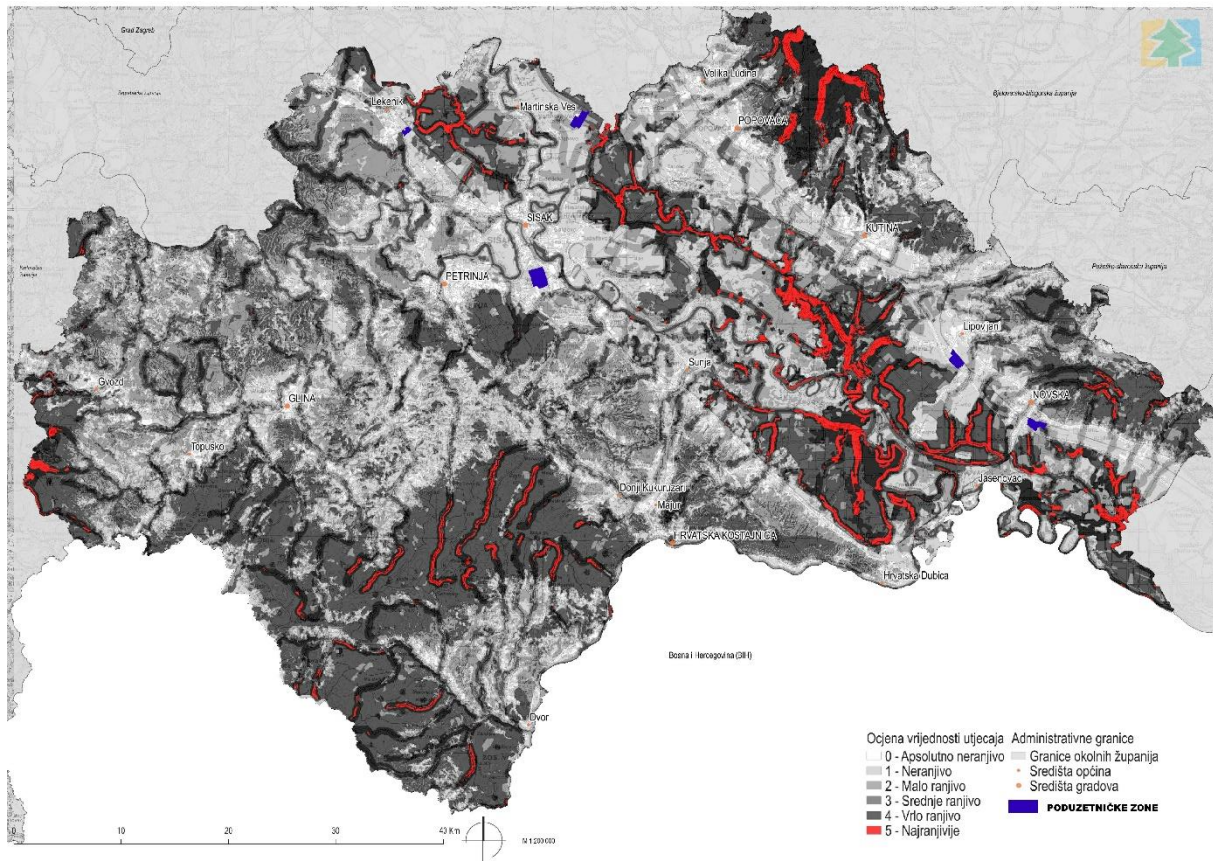 Grad Zagreb
Velika Ludina
Bjelovarsko-bilogorska županija
Lekenik
Martinska Ves
POPOVAČA
SISAK
KUTINA
PETRINJA
Požeško-slavonska županija
Lipovljani
Sunja
Gvozd
NOVSKA
GLINA
Topusko
Jasenovac
Donji Kukuruzari
Majur
HRVATSKA KOSTAJNICA
Hrvatska Dubica
Bosna i Hercegovina (BIH)
Dvor
Ocjena vrijednosti utjecaja
0 - Apsolutno neranjivo
1 - Neranjivo
2 - Malo ranjivo
3 - Srednje ranjivo
4 - Vrlo ranjivo
5 - Najranjivije
Administrativne granice
Granice okolnih županija
Središta općina
Središta gradova
PODUZETNIČKE ZONE
0 10 20 30 40 Km
M 1:200 000